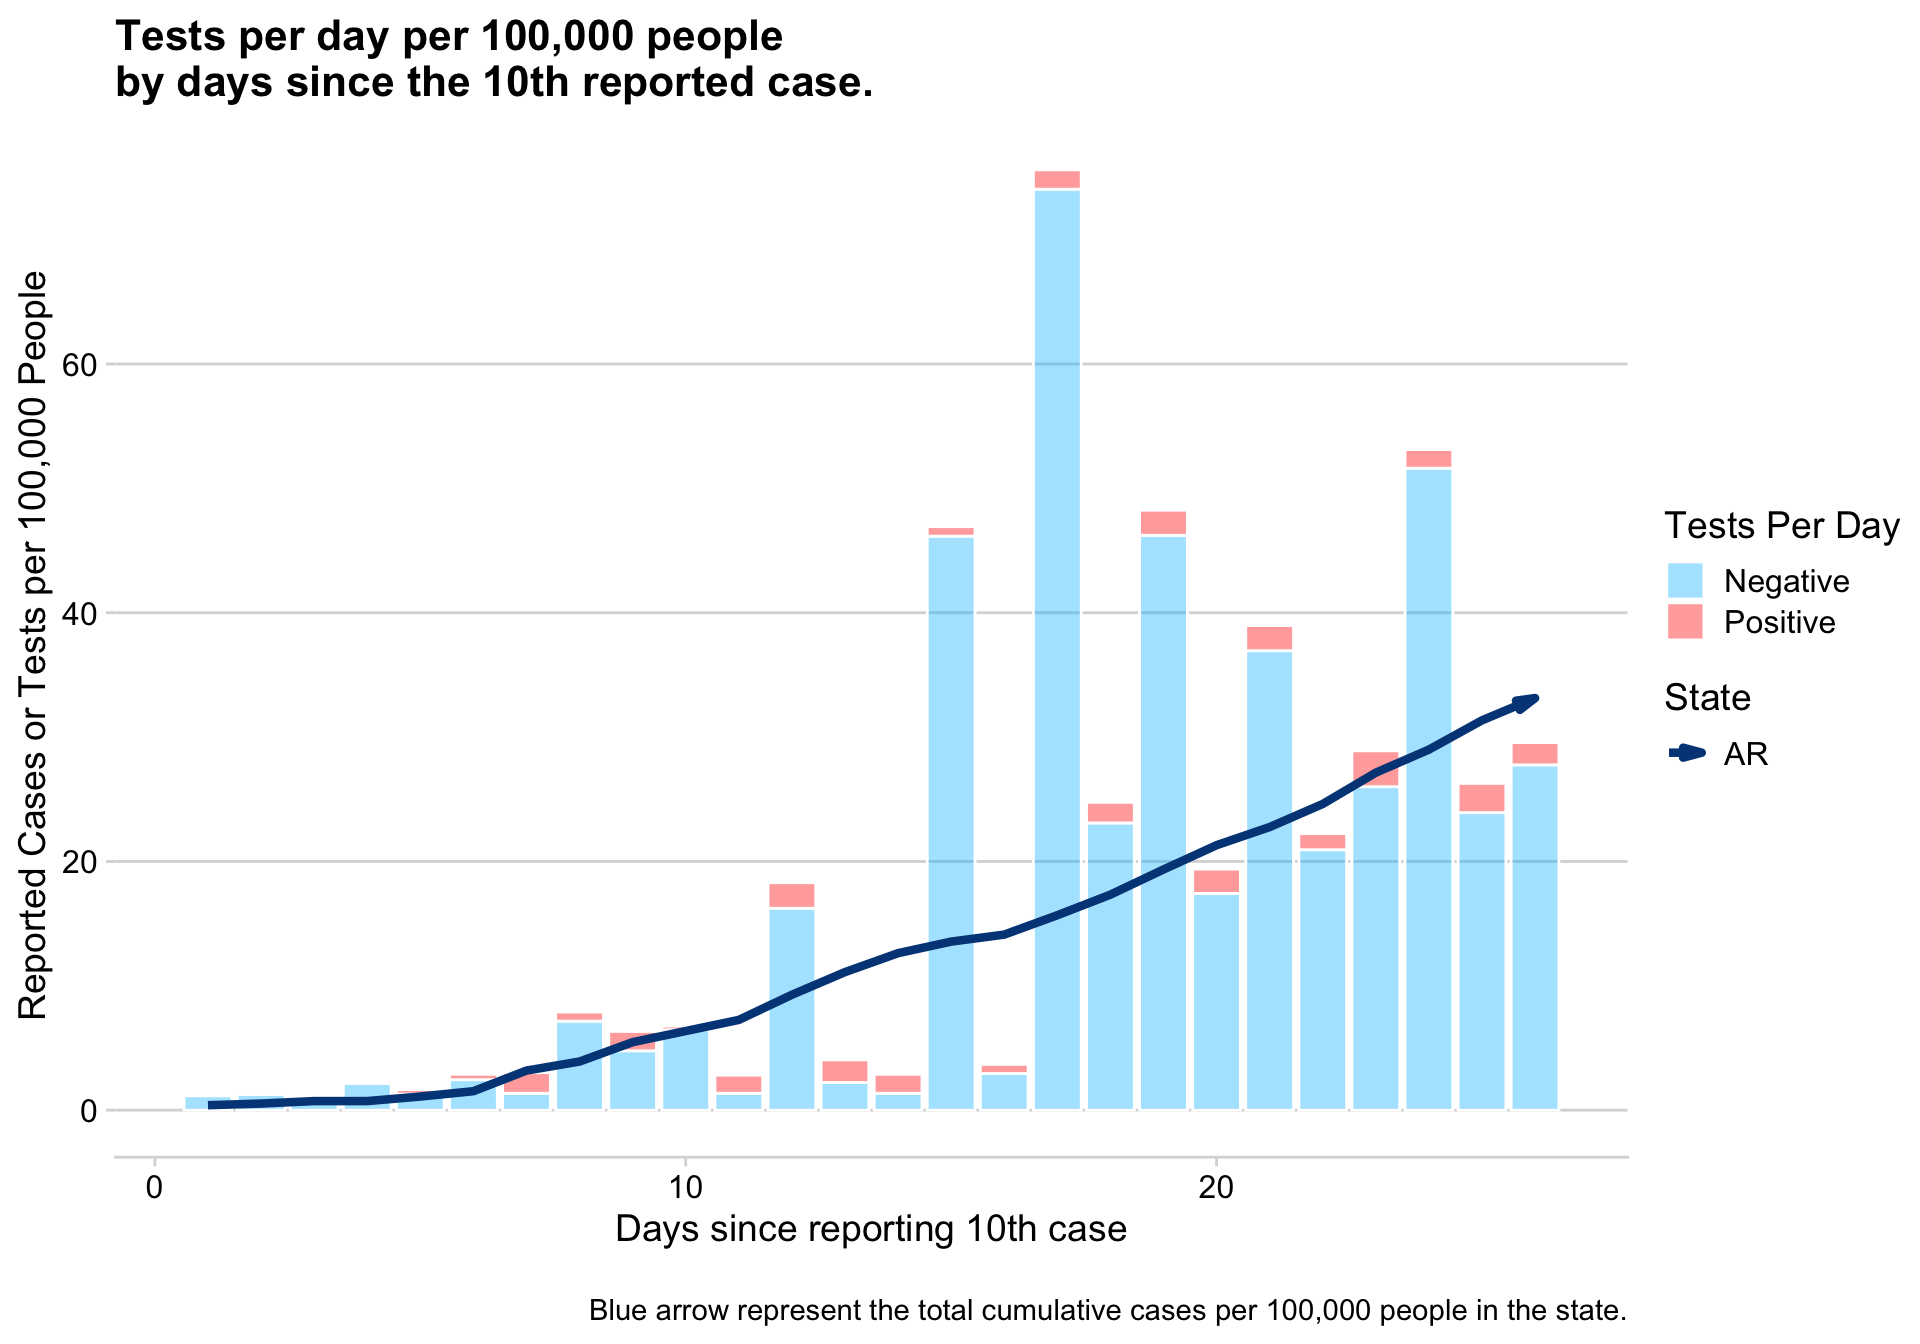 Tests per day per 100,000 people
by days since the 10th reported case.
Reported Cases or Tests per 100,000 People
60
40
20
0
0
10
20
Days since reporting 10th case
Tests Per Day
Negative
Positive
State
AR
Blue arrow represent the total cumulative cases per 100,000 people in the state.